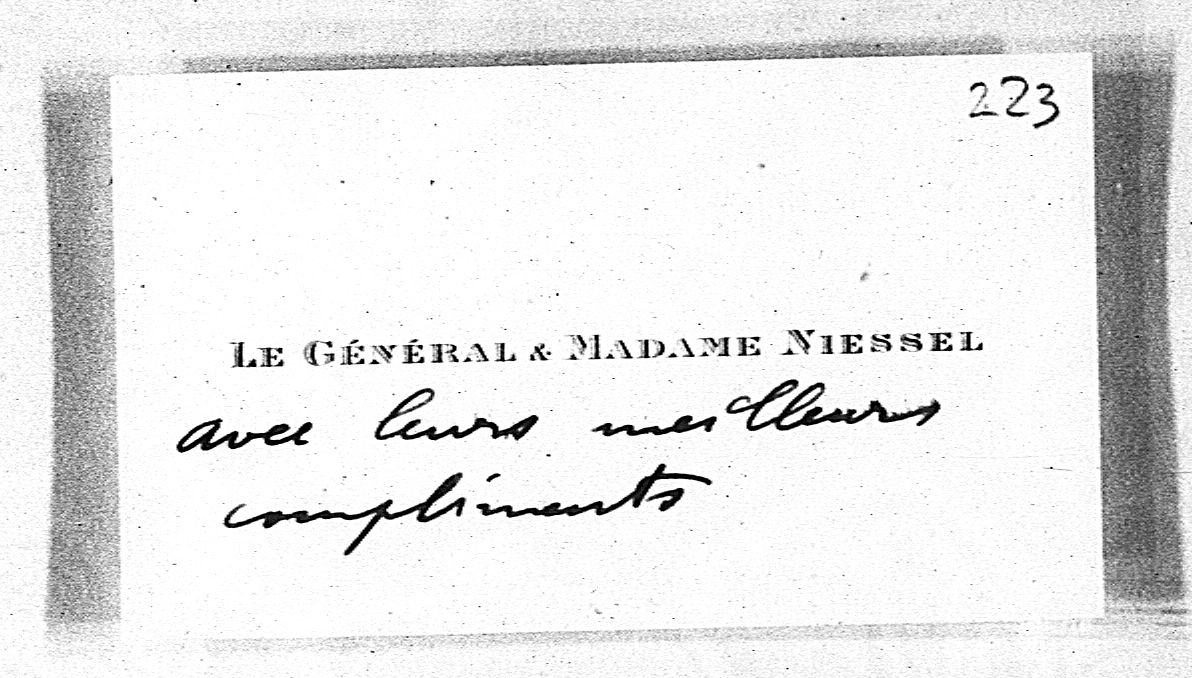 223
LE GÉNÉRAL & MADAME NIESSEL
avec leurs meilleurs
compliments